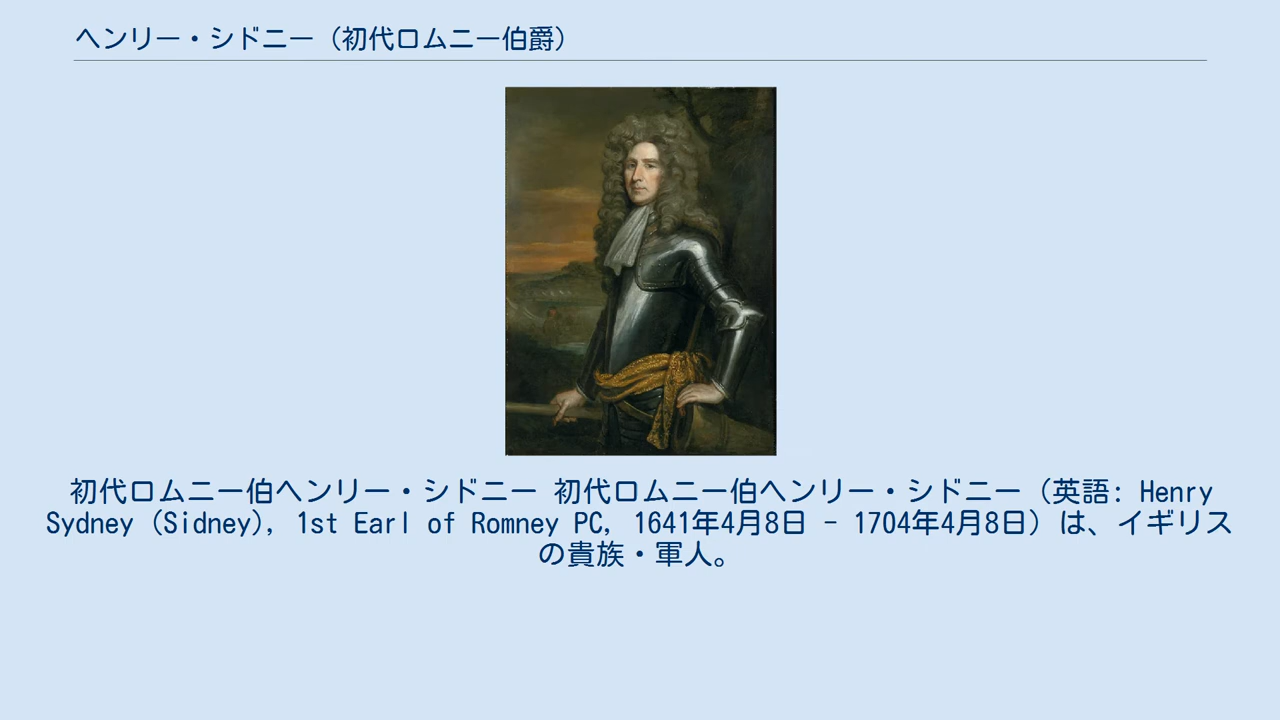 ヘンリー・シドニー（初代ロムニー伯爵）
初代ロムニー伯ヘンリー・シドニー 初代ロムニー伯ヘンリー・シドニー（英語: Henry
Sydney (Sidney), 1st Earl of Romney PC, 1641年4月8日 - 1704年4月8日）は、イギリス
の貴族・軍人。